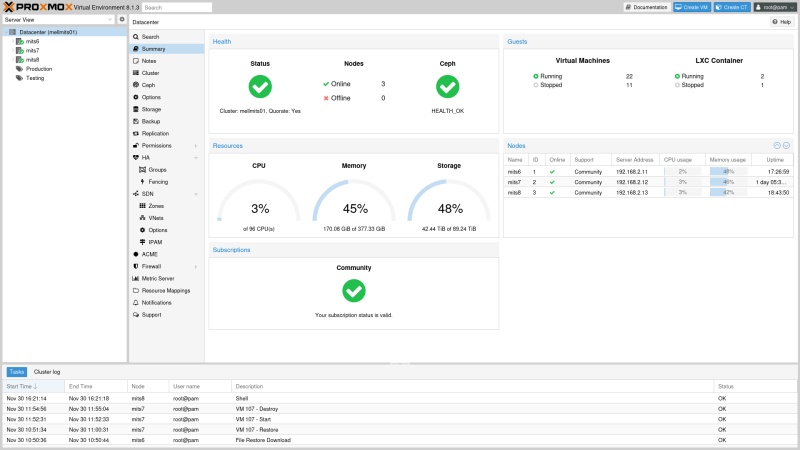 PROXMOX Virtual Environment 8.1.3 Search Documentation Create VM Create CT root@pam
Server View
Datacenter (mellmits01)
mits6
mits7
mits8
Production
Testing
Datacenter Help
Search
Summary
Notes
Cluster
Ceph
Options
Storage
Backup
Replication
Permissions
HA
Groups
Fencing
SDN
Zones
VNets
Options
IPAM
ACME
Firewall
Metric Server
Resource Mappings
Notifications
Support
Health
Status Nodes Ceph
Online 3
Offline 0
Cluster: mellmits01, Quorate: Yes HEALTH_OK
Guests
Virtual Machines LXC Container
Running 22 Running 2
Stopped 11 Stopped 1
Resources
CPU Memory Storage
3% 45% 48%
of 96 CPU(s) 170.08 GiB of 377.33 GiB 42.44 TiB of 89.24 TiB
Nodes
Name ID Online Support Server Address CPU usage Memory usage Uptime
mits6 1 Community 192.168.2.11 2% 48% 17:26:59
mits7 2 Community 192.168.2.12 3% 46% 1 day 05:3...
mits8 3 Community 192.168.2.13 3% 42% 18:43:50
Subscriptions
Community
Your subscription status is valid.
Tasks Cluster log
Start Time ↓ End Time Node User name Description Status
Nov 30 16:21:14 Nov 30 16:21:18 mits8 root@pam Shell OK
Nov 30 11:54:56 Nov 30 11:55:04 mits7 root@pam VM 107 - Destroy OK
Nov 30 11:52:31 Nov 30 11:52:33 mits7 root@pam VM 107 - Start OK
Nov 30 10:51:34 Nov 30 11:00:31 mits7 root@pam VM 107 - Restore OK
Nov 30 10:50:36 Nov 30 10:50:44 mits6 root@pam File Restore Download OK